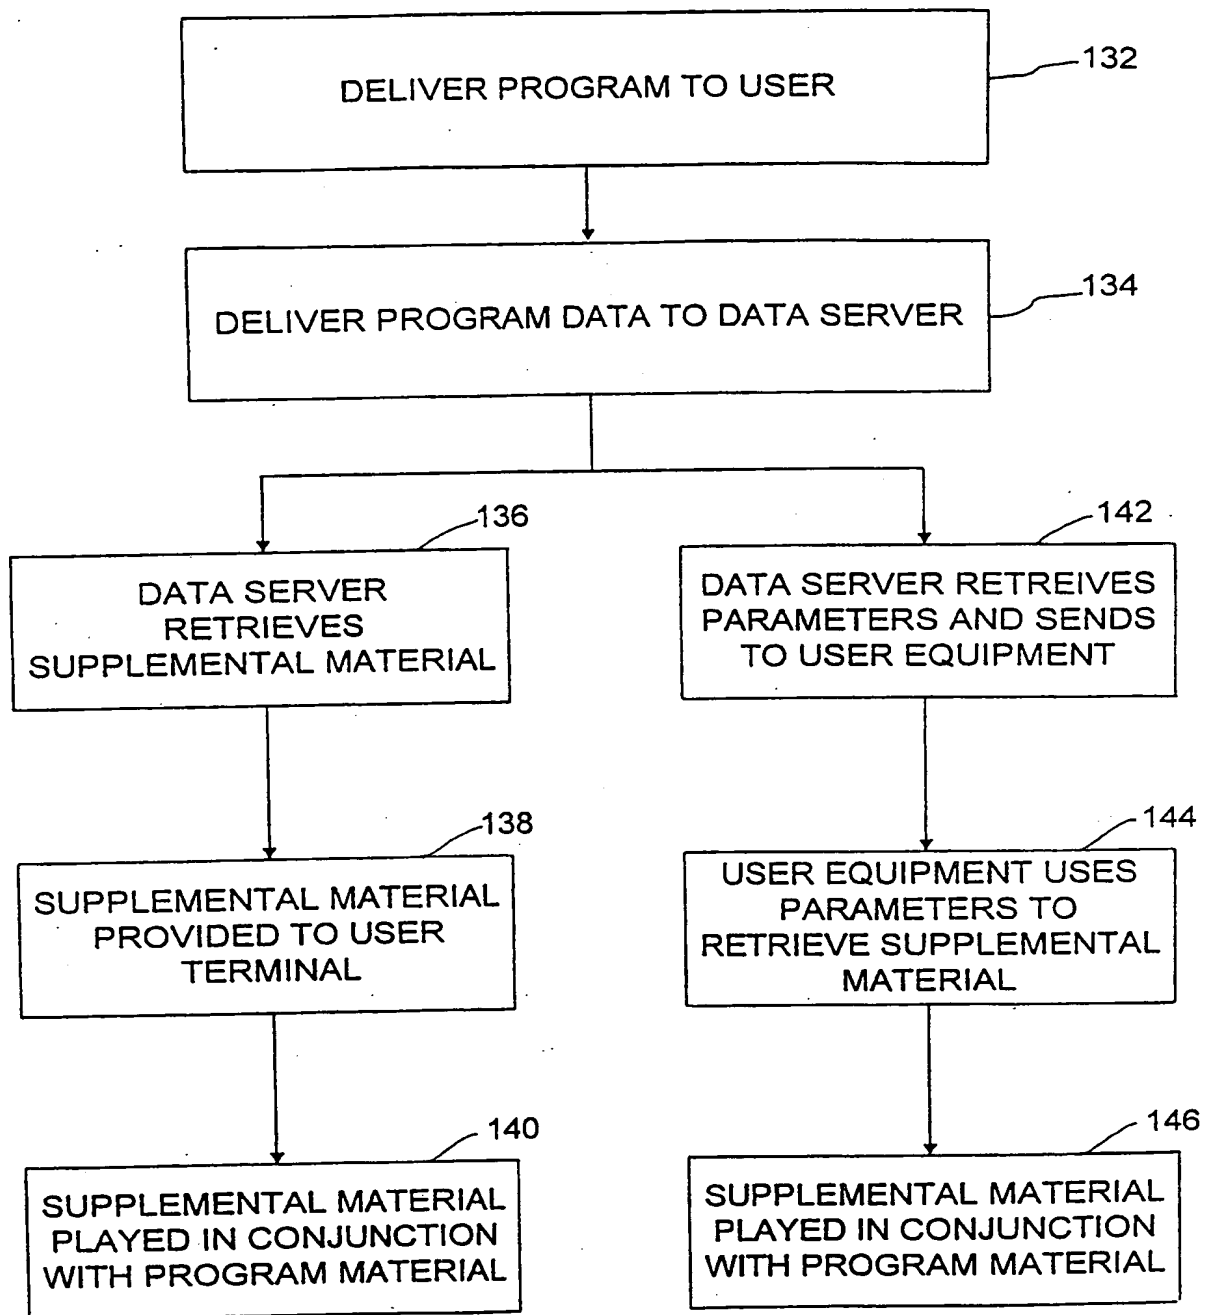 132
DELIVER PROGRAM TO USER
134
DELIVER PROGRAM DATA TO DATA SERVER
136
DATA SERVER
RETRIEVES
SUPPLEMENTAL MATERIAL
142
DATA SERVER RETREIVES
PARAMETERS AND SENDS
TO USER EQUIPMENT
138
SUPPLEMENTAL MATERIAL
PROVIDED TO USER
TERMINAL
144
USER EQUIPMENT USES
PARAMETERS TO
RETRIEVE SUPPLEMENTAL
MATERIAL
140
SUPPLEMENTAL MATERIAL
PLAYED IN CONJUNCTION
WITH PROGRAM MATERIAL
146
SUPPLEMENTAL MATERIAL
PLAYED IN CONJUNCTION
WITH PROGRAM MATERIAL